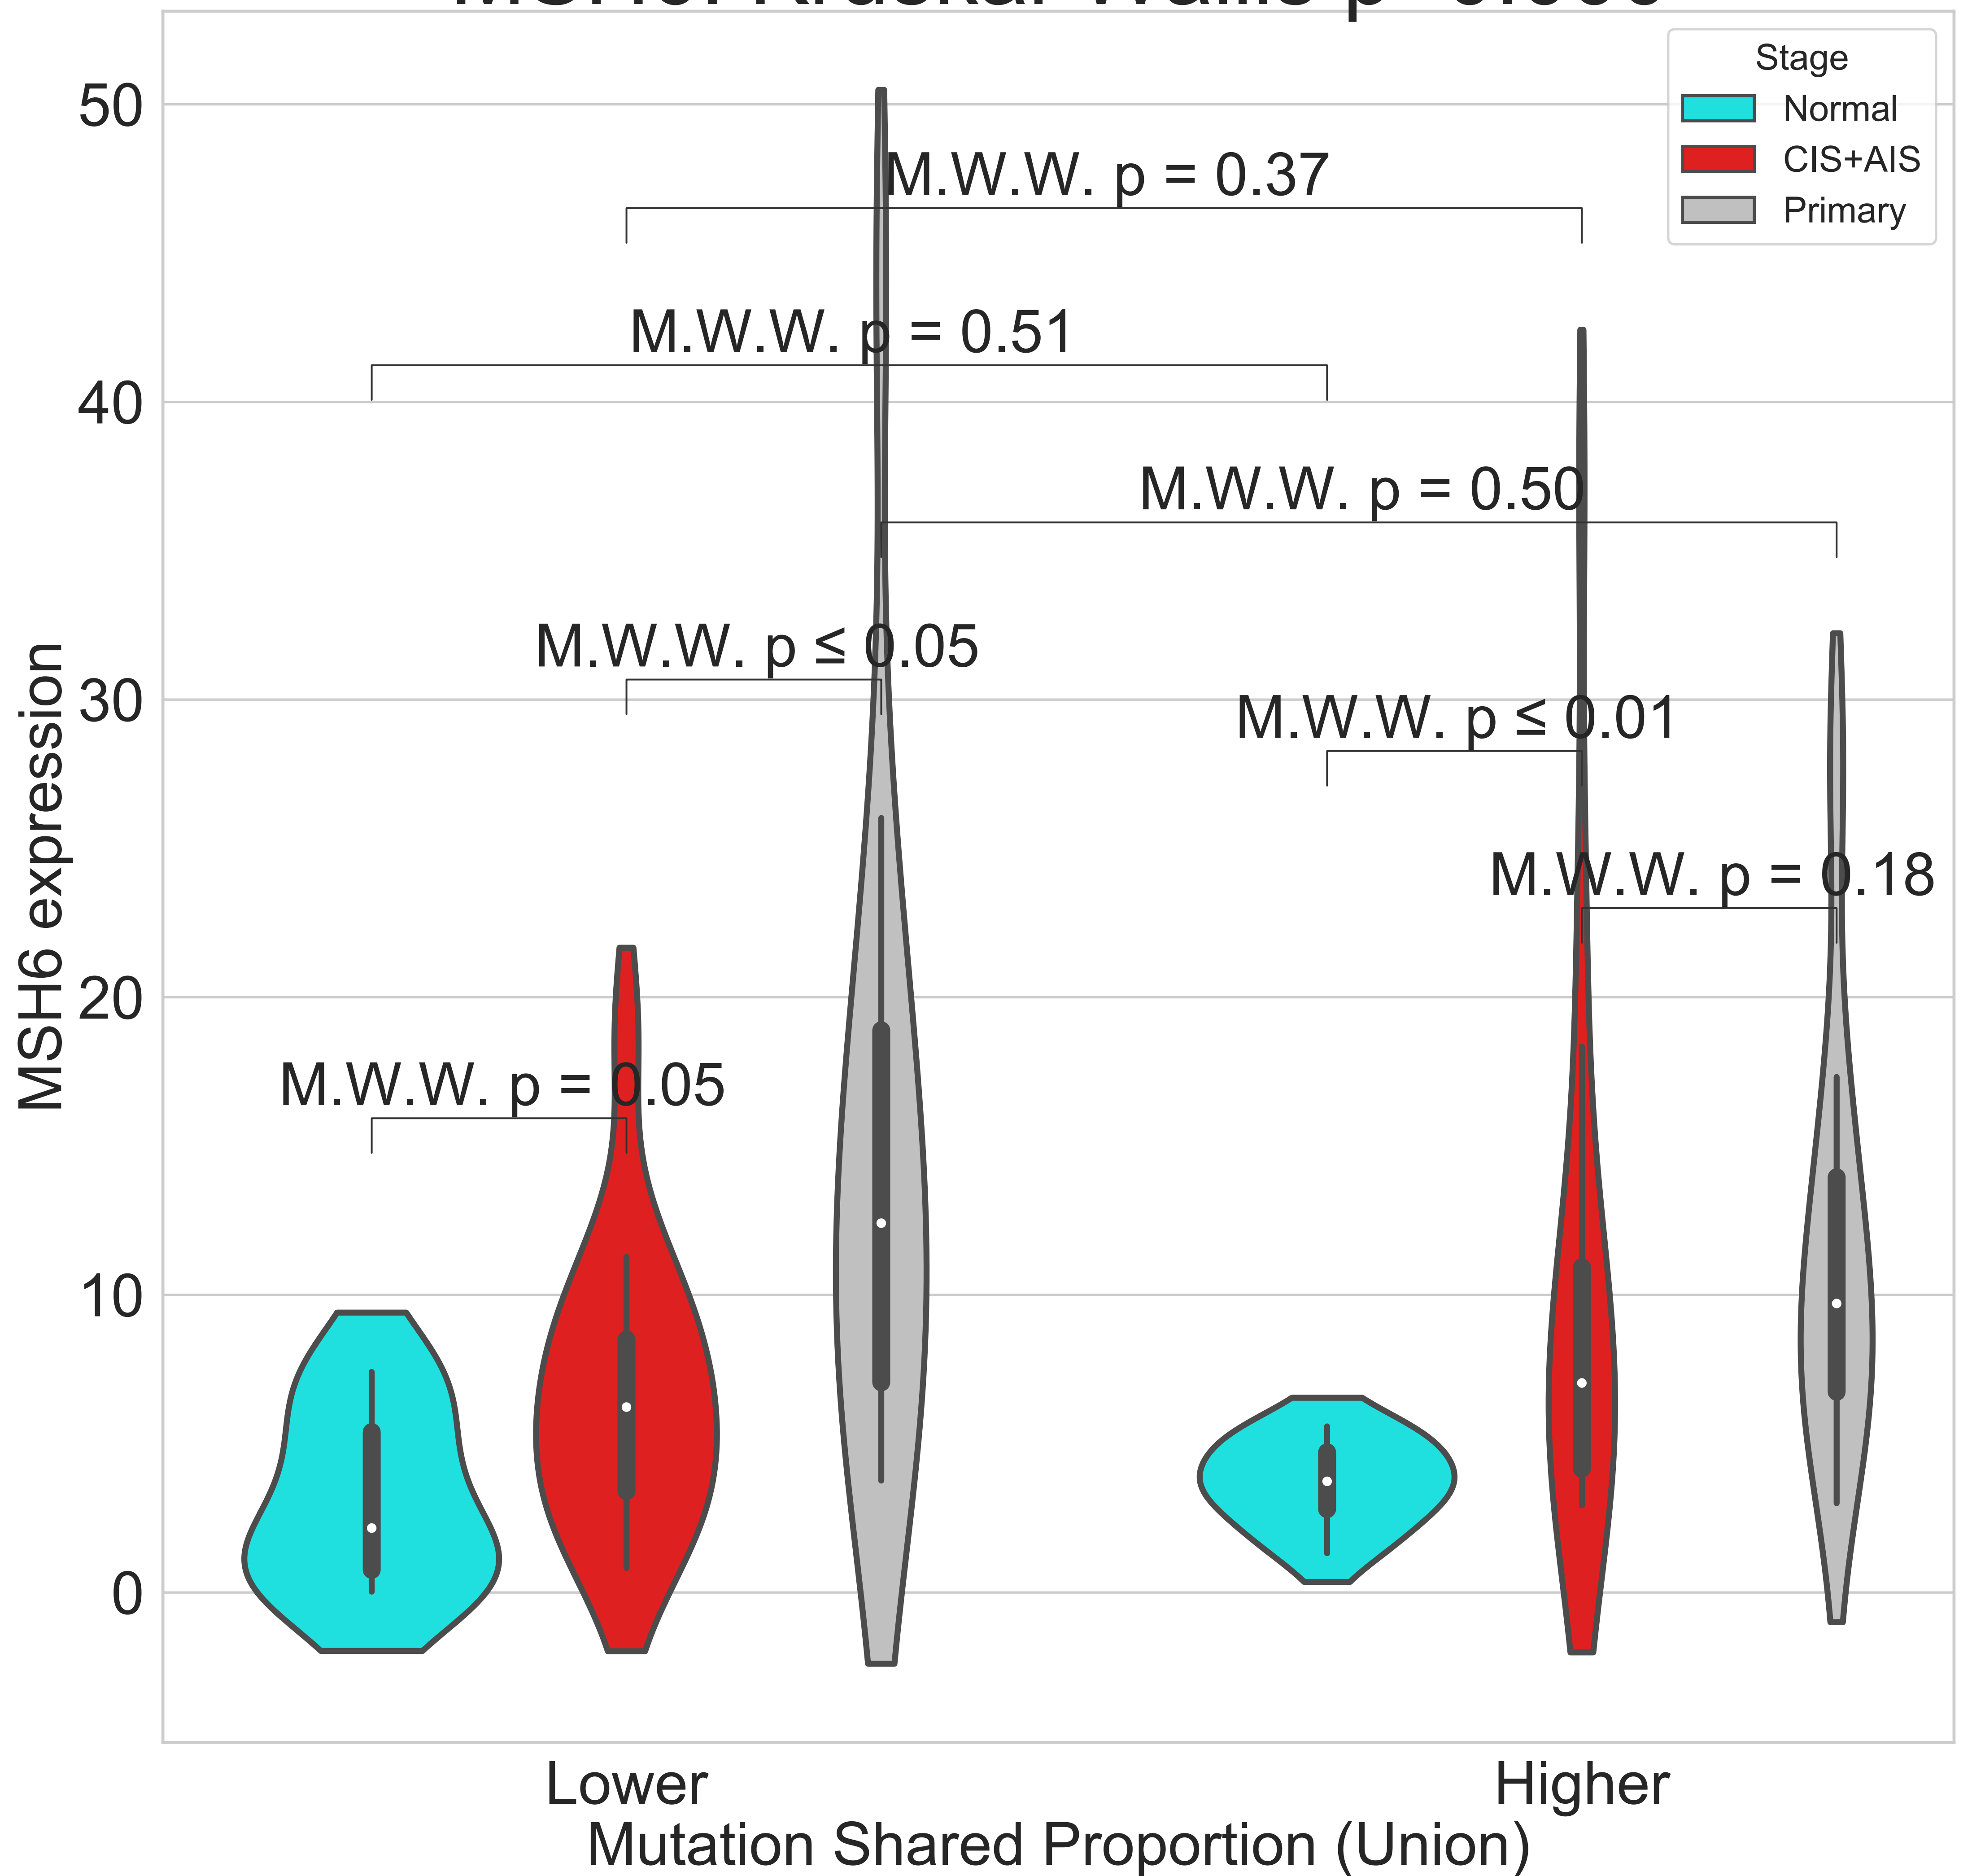 Stage
Normal
CIS+AIS
Primary
M.W.W. p = 0.37
M.W.W. p = 0.51
M.W.W. p = 0.50
M.W.W. p ≤ 0.05
M.W.W. p ≤ 0.01
M.W.W. p = 0.18
M.W.W. p = 0.05
50
40
30
20
10
0
MSH6 expression
Lower
Higher
Mutation Shared Proportion (Union)